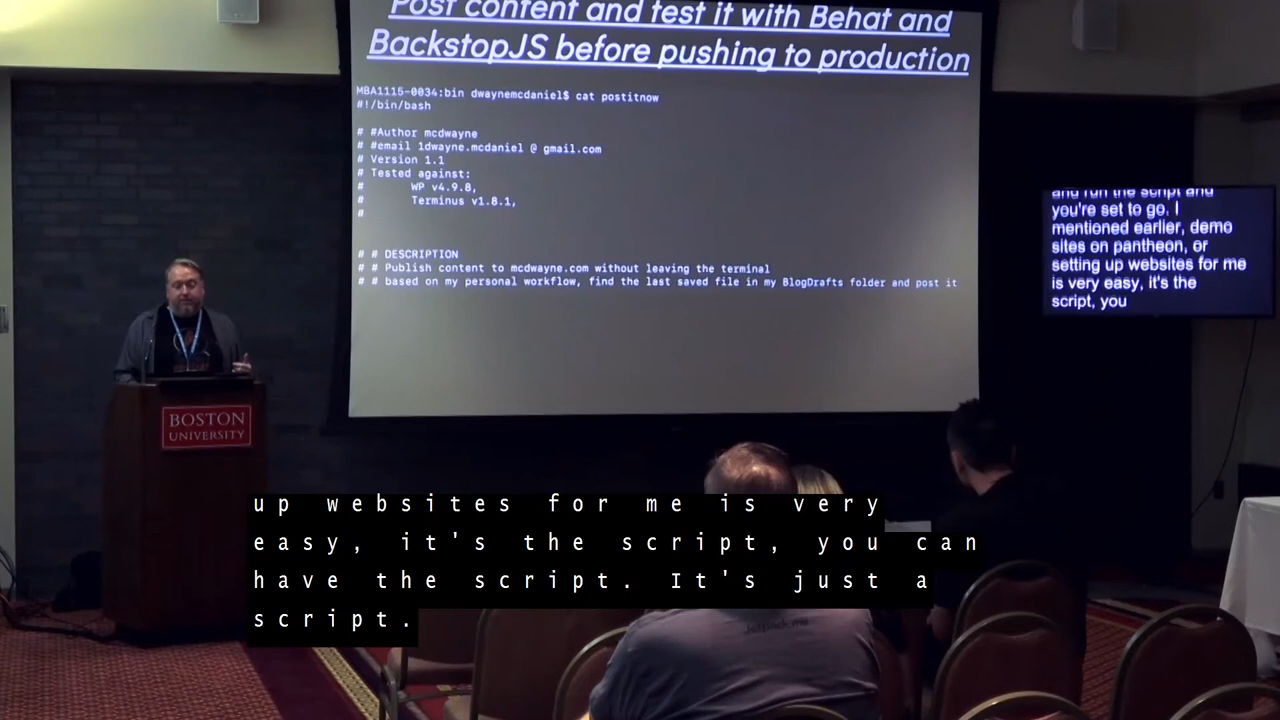 Post content and test it with Behat and
BackstopJS before pushing to production
MBA1115-0034:bin dwaynemcdaniel$ cat postitnow
#!/bin/bash
# #Author mcdwayne
# #email 1dwayne.mcdaniel @ gmail.com
# Version 1.1
# Tested against:
# WP v4.9.8,
# Terminus v1.8.1,
#
# # DESCRIPTION
# # Publish content to mcdwayne.com without leaving the terminal
# # based on my personal workflow, find the last saved file in my BlogDrafts folder and post it
and run the script and
you're set to go. I
mentioned earlier, demo
sites on pantheon, or
setting up websites for me
is very easy, it's the
script, you
BOSTON
UNIVERSITY
up websites for me is very
easy, it's the script, you can
have the script. It's just a
script.